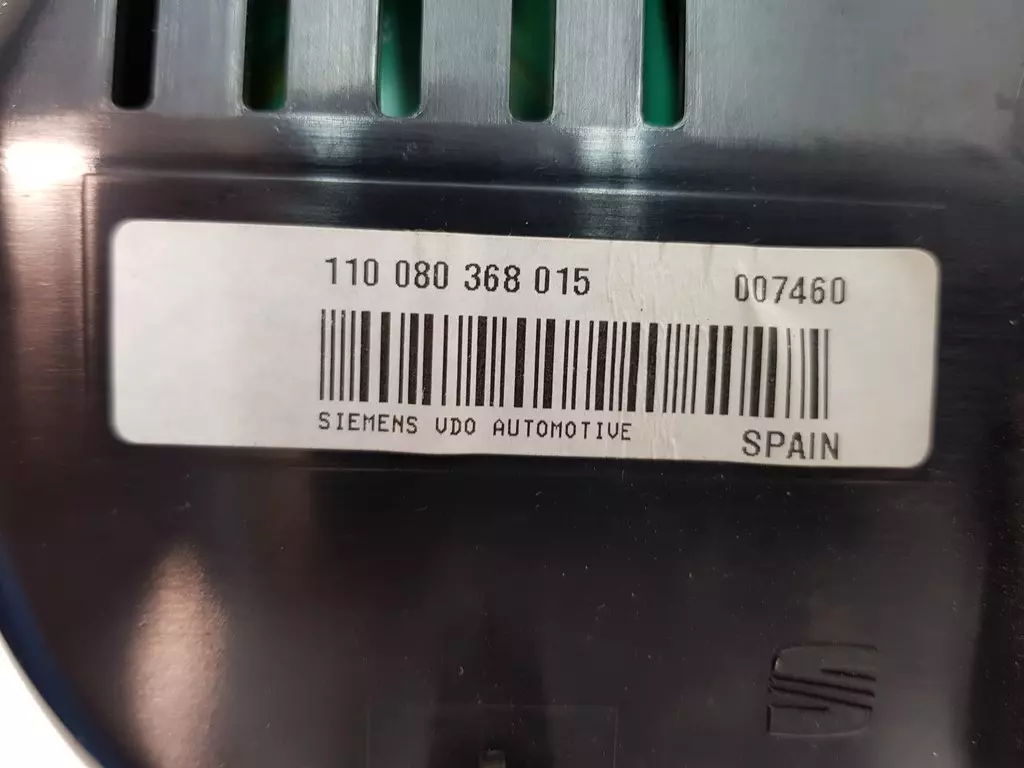 110 080 368 015 007460
SIEMENS VDO AUTOMOTIVE
SPAIN